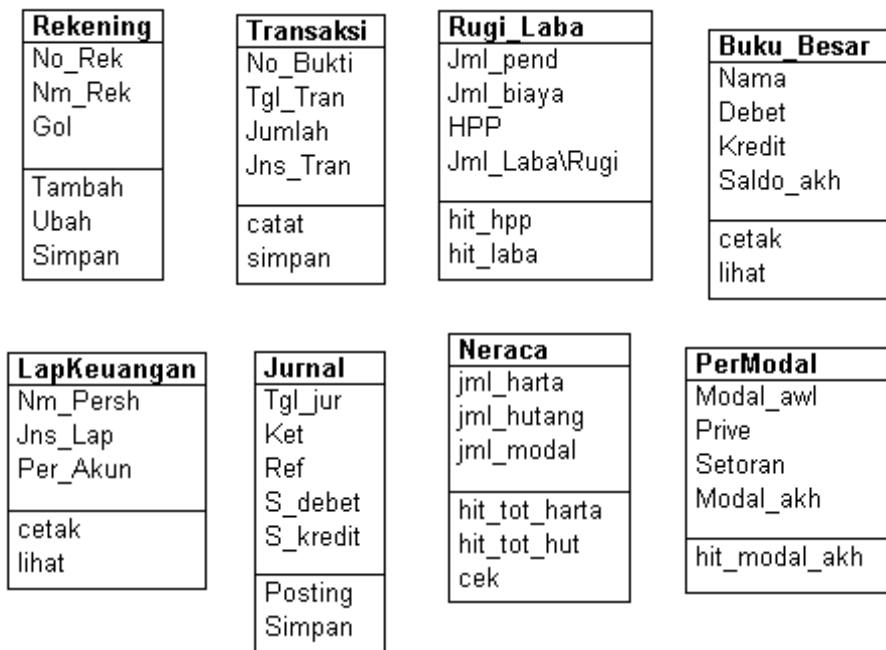 Rekening
No_Rek
Nm_Rek
Gol
Tambah
Ubah
Simpan
Transaksi
No_Bukti
Tgl_Tran
Jumlah
Jns_Tran
catat
simpan
Rugi_Laba
Jml_pend
Jml_biaya
HPP
Jml_Laba\Rugi
hit_hpp
hit_laba
Buku_Besar
Nama
Debet
Kredit
Saldo_akh
cetak
lihat
LapKeuangan
Nm_Persh
Jns_Lap
Per_Akun
cetak
lihat
Jurnal
Tgl_jur
Ket
Ref
S_debet
S_kredit
Posting
Simpan
Neraca
jml_harta
jml_hutang
jml_modal
hit_tot_harta
hit_tot_hut
cek
PerModal
Modal_awl
Prive
Setoran
Modal_akh
hit_modal_akh